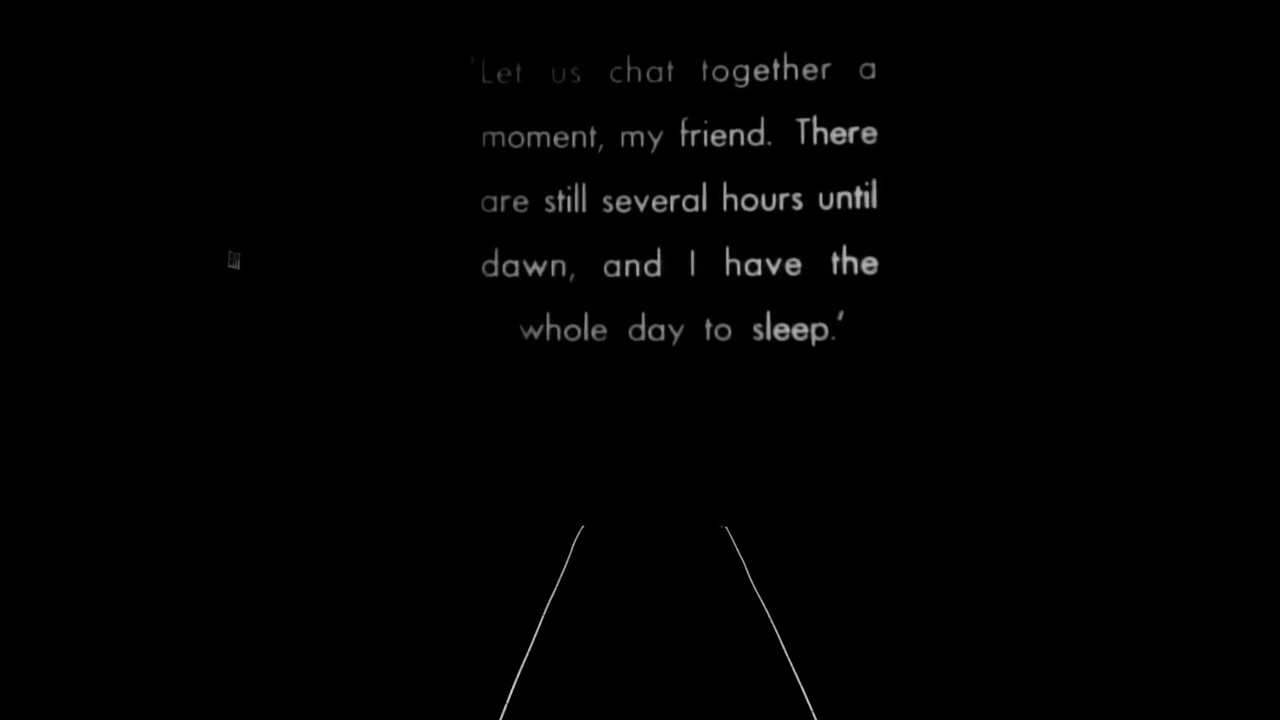 'Let us chat together a
moment, my friend. There
are still several hours until
dawn, and I have the
whole day to sleep.'